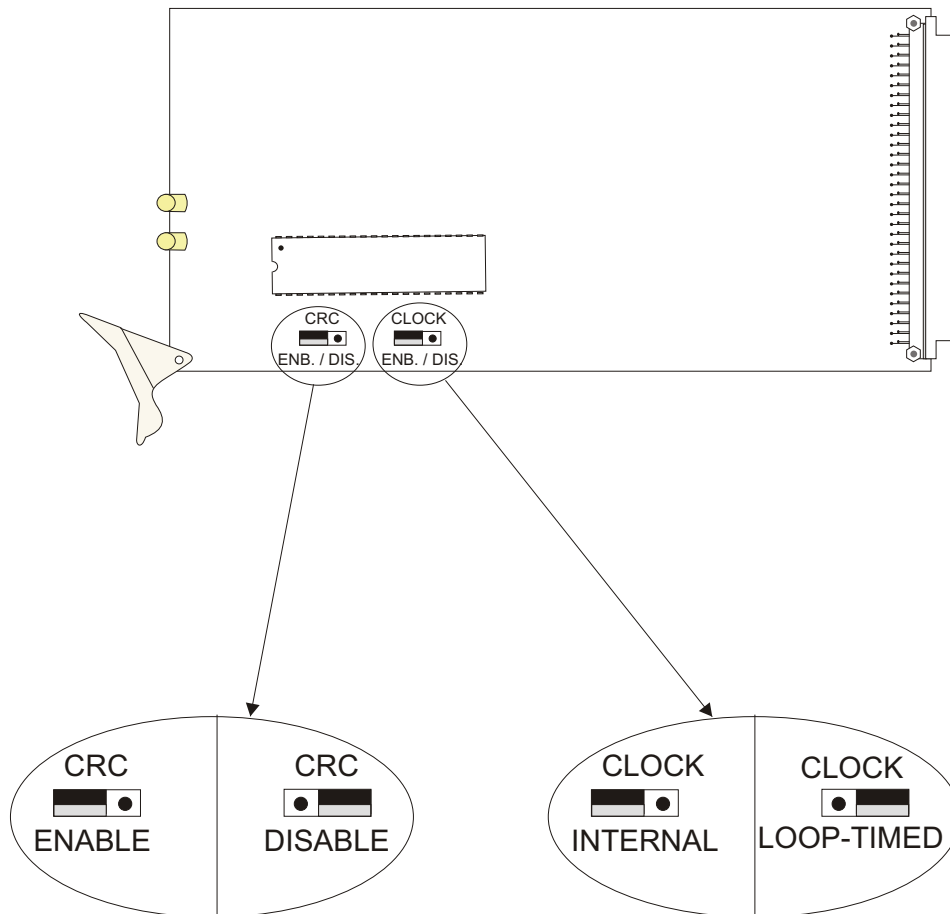 CRC
ENB. / DIS.
CLOCK
ENB. / DIS.
CRC
ENABLE
CRC
DISABLE
CLOCK
INTERNAL
CLOCK
LOOP-TIMED